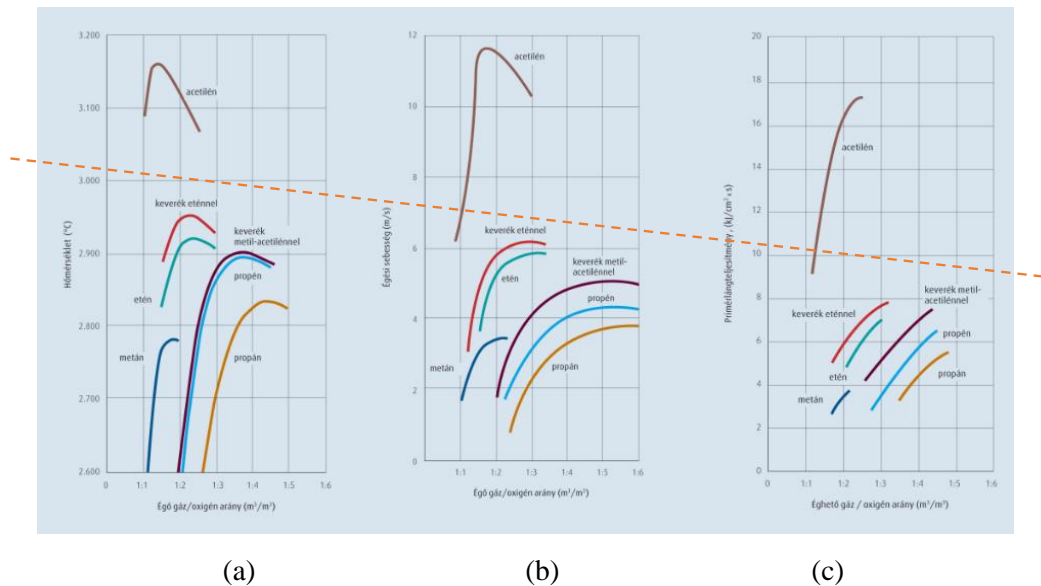 3.200
3.100
3.000
2.900
2.800
2.700
2.600
0
1:1
1:2
1:3
1:4
1:5
1:6
Hőmérséklet (°C)
Égő gáz/oxigén arány (m³/m³)
acetilén
keverék eténnel
keverék
metil-acetilénnel
propén
etén
metán
propán
12
10
8
6
4
2
0
1:1
1:2
1:3
1:4
1:5
1:6
Égési sebesség (m/s)
Égő gáz/oxigén arány (m³/m³)
acetilén
keverék eténnel
etén
keverék metil-
acetilénnel
propén
metán
propán
20
18
16
14
12
10
8
6
4
2
0
0
1:1
1:2
1:3
1:4
1:5
1:6
Primérlángteljesítmény , (kJ/cm² * s)
Éghető gáz / oxigén arány (m³/m³)
acetilén
keverék metil-
acetilénnel
keverék eténnel
etén
propén
metán
propán
(a)
(b)
(c)